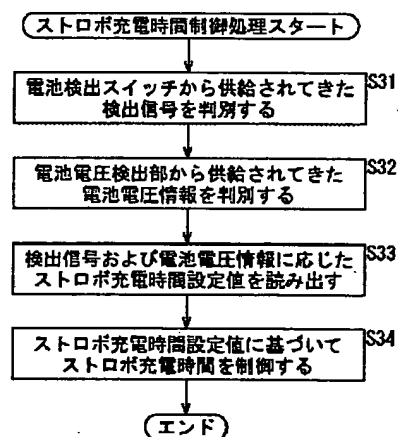 ストロボ充電時間制御処理スタート
S31
電池検出スイッチから供給されてきた
検出信号を判別する
S32
電池電圧検出部から供給されてきた
電池電圧情報を判別する
S33
検出信号および電池電圧情報に応じた
ストロボ充電時間設定値を読み出す
S34
ストロボ充電時間設定値に基づいて
ストロボ充電時間を制御する
エンド